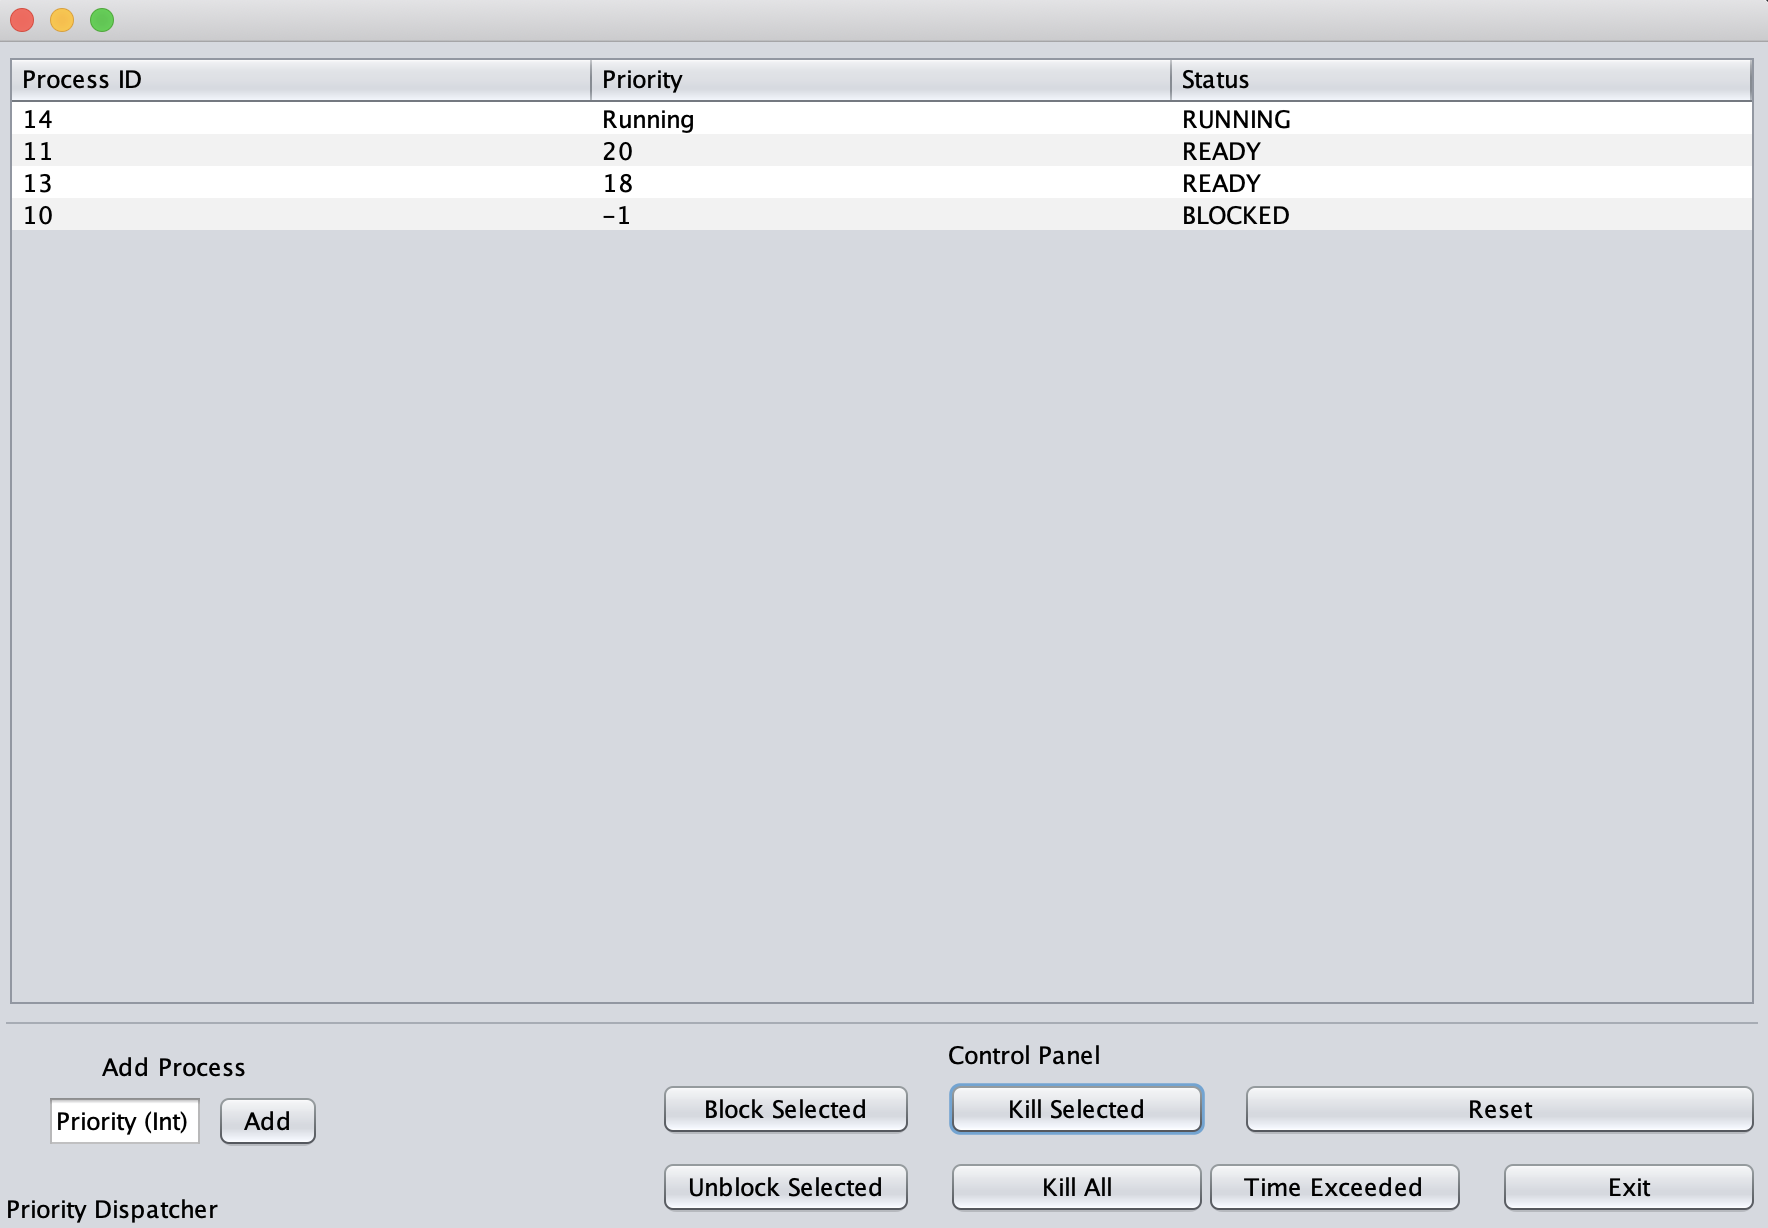 Process ID Priority Status
14 Running RUNNING
11 20 READY
13 18 READY
10 -1 BLOCKED
Control Panel
Add Process
Priority (Int) Add Block Selected Kill Selected Reset
Unblock Selected Kill All Time Exceeded Exit
Priority Dispatcher